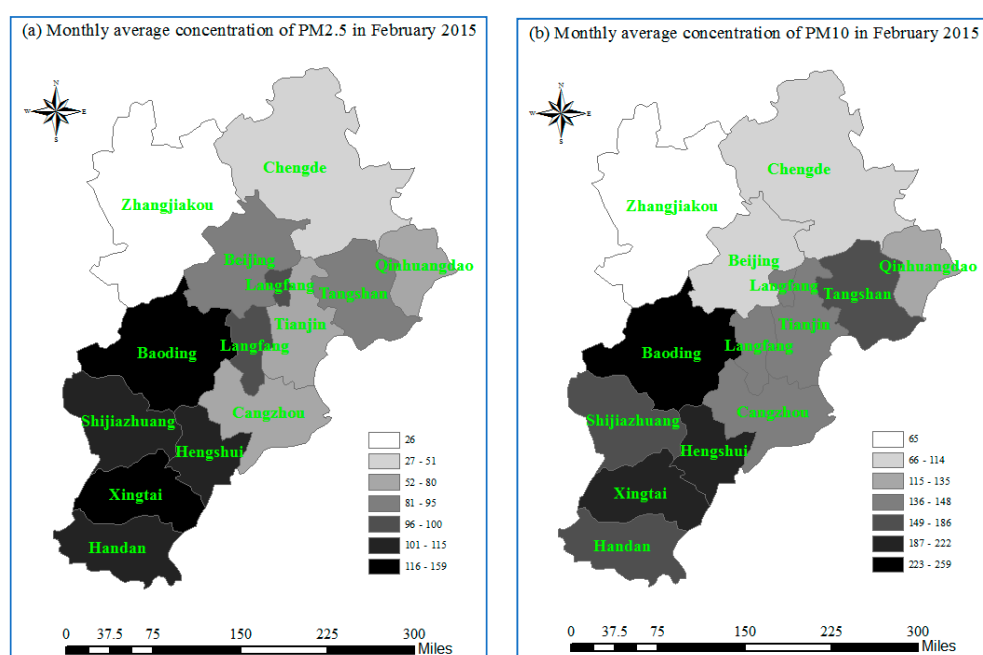 (a) Monthly average concentration of PM2.5 in February 2015
N
W E
S
Chengde
Zhangjiakou
Beijing
Qinhuangdao
Langfang
Tangshan
Tianjin
Langfang
Baoding
Cangzhou
Shijiazhuang
Hengshui
Xingtai
Handan
26
27 - 51
52 - 80
81 - 95
96 - 100
101 - 115
116 - 159
0 37.5 75 150 225 300
Miles
(b) Monthly average concentration of PM10 in February 2015
N
W E
S
Chengde
Zhangjiakou
Beijing
Qinhuangdao
Langfang
Tangshan
Tianjin
Langfang
Baoding
Cangzhou
Shijiazhuang
Hengshui
Xingtai
Handan
65
66 - 114
115 - 135
136 - 148
149 - 186
187 - 222
223 - 259
0 37.5 75 150 225 300
Miles